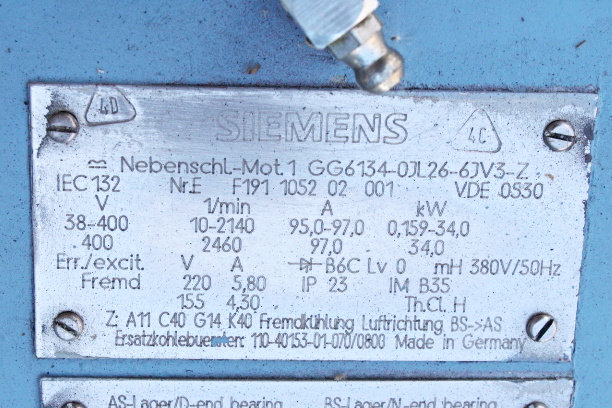 4D
SIEMENS
4C
≂ Nebenschl-Mot.1 GG6134-0JL26-6JV3-Z
IEC 132 Nr.E F191 1052 02 001 VDE 0530
V 1/min A kW
38-400 10-2140 95,0-97,0 0,159-34,0
400 2460 97,0 34,0
Err./excit. V A B6C Lv 0 mH 380V/50Hz
Fremd 220 5,80 IP 23 IM B35
155 4,30 Th.Cl. H
Z: A11 C40 G14 K40 Fremdkühlung Luftrichtung BS->AS
Ersatzkohlebuersten: 110-40153-01-070/0800 Made in Germany
AS-Lager/D-end bearing BS-Lager/N-end bearing